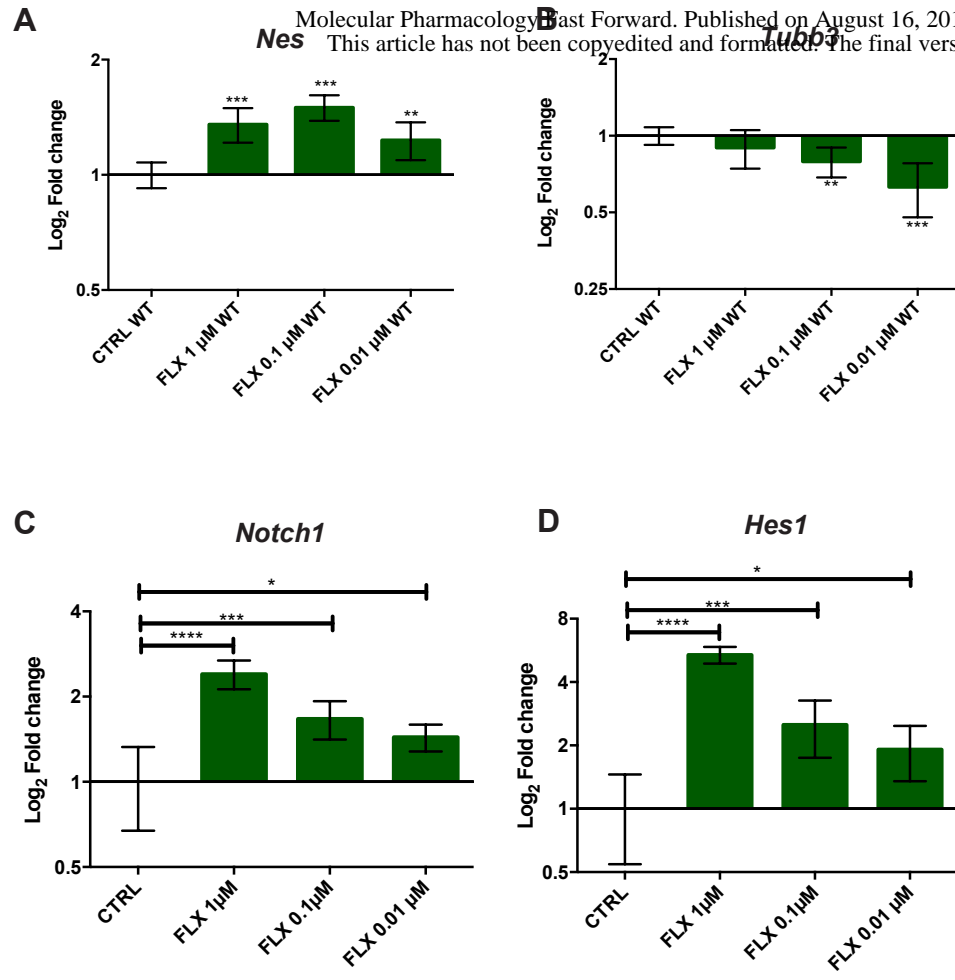 Molecular Pharmacology Fast Forward. Published on August 16, 201
This article has not been copyedited and formatted. The final vers
A
Nes
Log2 Fold change
2
1
0.5
CTRL WT
FLX 1 µM WT
FLX 0.1 µM WT
FLX 0.01 µM WT
***
***
**
B
Tubb3
Log2 Fold change
2
1
0.5
0.25
CTRL WT
FLX 1 µM WT
FLX 0.1 µM WT
FLX 0.01 µM WT
**
***
C
Notch1
Log2 Fold change
4
2
1
0.5
CTRL
FLX 1µM
FLX 0.1µM
FLX 0.01 µM
*
***
****
D
Hes1
Log2 Fold change
8
4
2
1
0.5
CTRL
FLX 1µM
FLX 0.1µM
FLX 0.01 µM
*
***
****